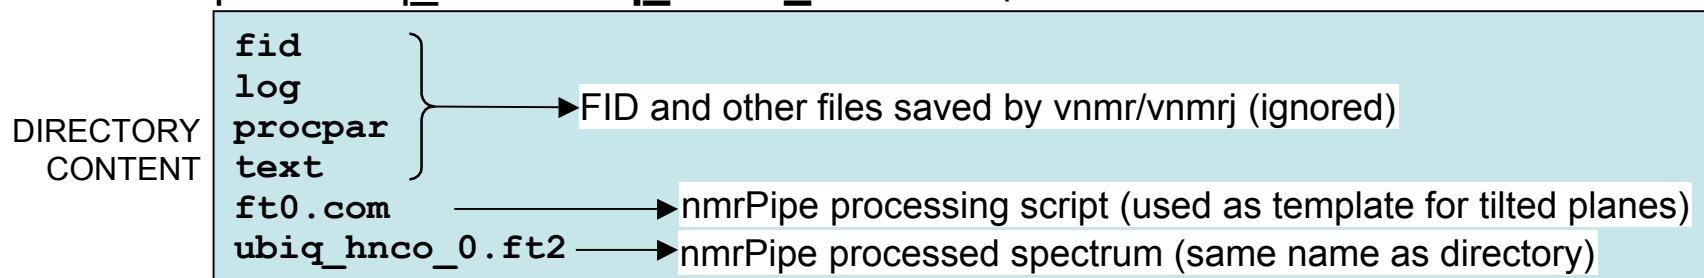 fid
log
FID and other files saved by vnmr/vnmrj (ignored)
DIRECTORY
CONTENT
procpar
text
ft0.com
nmrPipe processing script (used as template for tilted planes)
ubiq_hnco_0.ft2
nmrPipe processed spectrum (same name as directory)